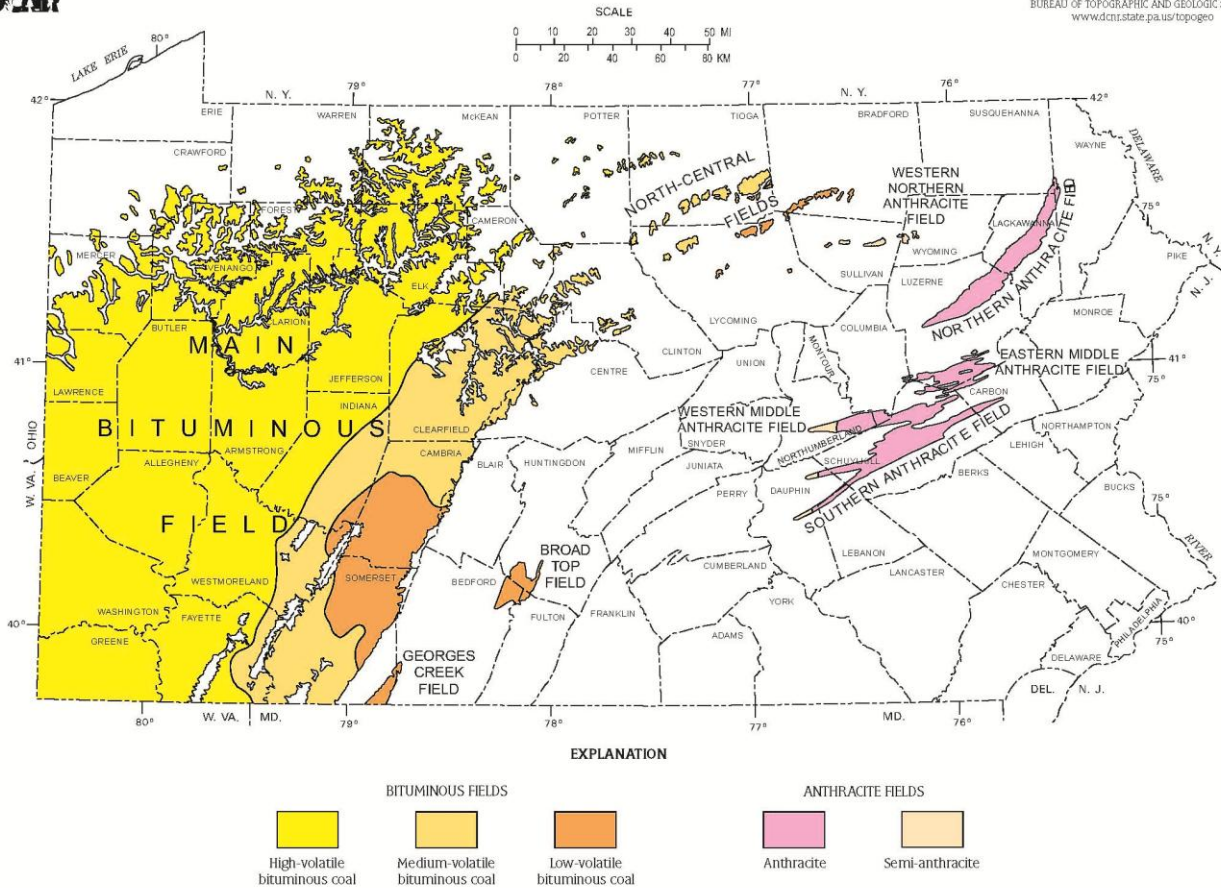 BUREAU OF TOPOGRAPHIC AND GEOLOGIC
www.dcnr.state.pa.us/topogeo
SCALE
0 10 20 30 40 50 MI
0 20 40 60 80 KM
LAKE ERIE
80°
79°
78°
77°
76°
42°
N. Y.
N. Y.
42°
ERIE
WARREN
McKEAN
POTTER
TIOGA
BRADFORD
SUSQUEHANNA
WAYNE
DELAWARE
CRAWFORD
FOREST
CAMERON
NORTH-CENTRAL
FIELDS
WESTERN
NORTHERN
ANTHRACITE
FIELD
LACKAWANNA
75°
N. Y.
N. J.
MERCER
VENANGO
ELK
SULLIVAN
WYOMING
LUZERNE
PIKE
NORTHERN ANTHRACITE FIELD
BUTLER
CLARION
LYCOMING
COLUMBIA
MONROE
41°
MAIN
CLINTON
UNION
MONTOUR
EASTERN MIDDLE
ANTHRACITE FIELD
41°
75°
LAWRENCE
JEFFERSON
CENTRE
CARBON
INDIANA
WESTERN MIDDLE
ANTHRACITE FIELD
BITUMINOUS
CLEARFIELD
SNYDER
NORTHUMBERLAND
NORTHAMPTON
OHIO
W. VA.
ARMSTRONG
CAMBRIA
MIFFLIN
LEHIGH
BEAVER
ALLEGHENY
BLAIR
HUNTINGDON
JUNIATA
SCHUYLKILL
BERKS
BUCKS
PERRY
DAUPHIN
75°
FIELD
SOUTHERN ANTHRACITE FIELD
RIVER
BROAD
TOP
FIELD
LEBANON
MONTGOMERY
WESTMORELAND
SOMERSET
BEDFORD
CUMBERLAND
LANCASTER
CHESTER
WASHINGTON
FAYETTE
FULTON
FRANKLIN
YORK
PHILADELPHIA
40°
40°
75°
GREENE
ADAMS
DELAWARE
GEORGES
CREEK
FIELD
DEL.
N. J.
80°
W. VA.
MD.
79°
78°
77°
MD.
76°
EXPLANATION
BITUMINOUS FIELDS
ANTHRACITE FIELDS
High-volatile
bituminous coal
Medium-volatile
bituminous coal
Low-volatile
bituminous coal
Anthracite
Semi-anthracite